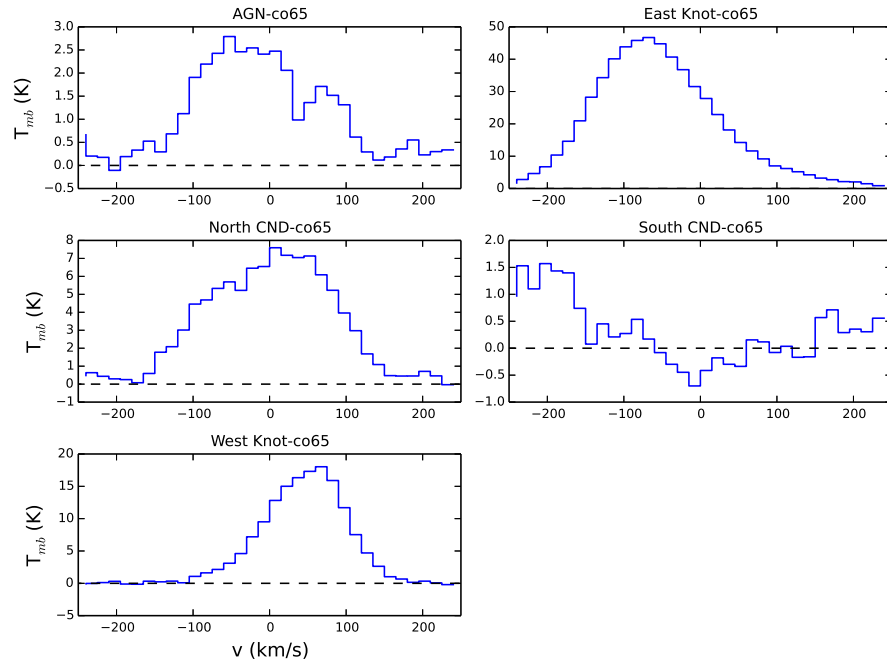 AGN-co65
3.0
2.5
2.0
1.5
1.0
0.5
0.0
−0.5
T_mb (K)
−200 −100 0 100 200
East Knot-co65
50
40
30
20
10
0
−200 −100 0 100 200
North CND-co65
8
7
6
5
4
3
2
1
0
−1
T_mb (K)
−200 −100 0 100 200
South CND-co65
2.0
1.5
1.0
0.5
0.0
−0.5
−1.0
−200 −100 0 100 200
West Knot-co65
20
15
10
5
0
−5
T_mb (K)
−200 −100 0 100 200
v (km/s)